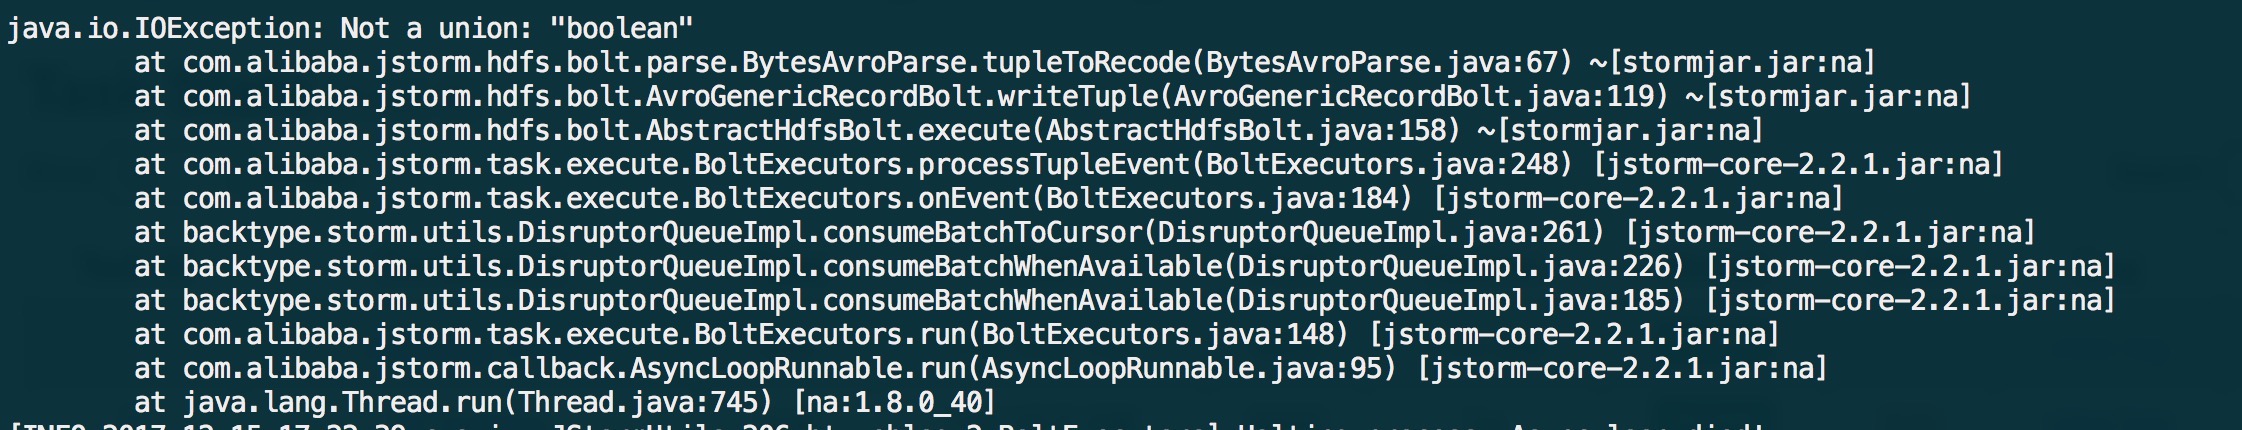 java.io.IOException: Not a union: "boolean"
at com.alibaba.jstorm.hdfs.bolt.parse.BytesAvroParse.tupleToRecode(BytesAvroParse.java:67) ~[stormjar.jar:na]
at com.alibaba.jstorm.hdfs.bolt.AvroGenericRecordBolt.writeTuple(AvroGenericRecordBolt.java:119) ~[stormjar.jar:na]
at com.alibaba.jstorm.hdfs.bolt.AbstractHdfsBolt.execute(AbstractHdfsBolt.java:158) ~[stormjar.jar:na]
at com.alibaba.jstorm.task.execute.BoltExecutors.processTupleEvent(BoltExecutors.java:248) [jstorm-core-2.2.1.jar:na]
at com.alibaba.jstorm.task.execute.BoltExecutors.onEvent(BoltExecutors.java:184) [jstorm-core-2.2.1.jar:na]
at backtype.storm.utils.DisruptorQueueImpl.consumeBatchToCursor(DisruptorQueueImpl.java:261) [jstorm-core-2.2.1.jar:na]
at backtype.storm.utils.DisruptorQueueImpl.consumeBatchWhenAvailable(DisruptorQueueImpl.java:226) [jstorm-core-2.2.1.jar:na]
at backtype.storm.utils.DisruptorQueueImpl.consumeBatchWhenAvailable(DisruptorQueueImpl.java:185) [jstorm-core-2.2.1.jar:na]
at com.alibaba.jstorm.task.execute.BoltExecutors.run(BoltExecutors.java:148) [jstorm-core-2.2.1.jar:na]
at com.alibaba.jstorm.callback.AsyncLoopRunnable.run(AsyncLoopRunnable.java:95) [jstorm-core-2.2.1.jar:na]
at java.lang.Thread.run(Thread.java:745) [na:1.8.0_40]